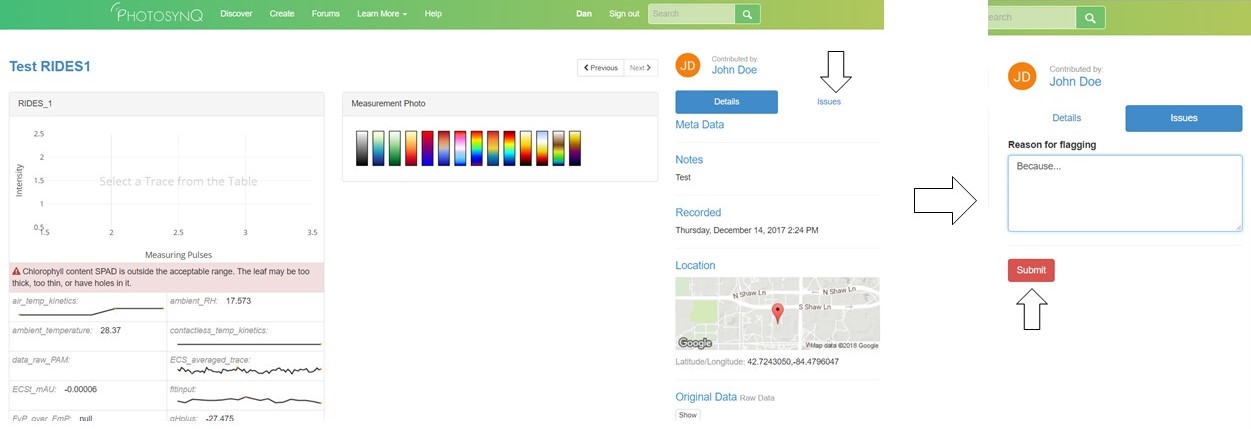 PHOTOSYNQ Discover Create Forums Learn More Help Dan Sign out Search
Test RIDES1
Previous Next
RIDES_1
2.5
2
1.5
1
0.5
Intensity
Select a Trace from the Table
1.5 2 2.5 3 3.5
Measuring Pulses
Chlorophyll content SPAD is outside the acceptable range. The leaf may be too
thick, too thin, or have holes in it.
air_temp_kinetics: ambient_RH: 17.573
ambient_temperature: 28.37 contactless_temp_kinetics:
data_raw_PAM: ECS_averaged_trace:
ECSt_mAU: -0.00006 fitinput:
FvP_over_FmP: null gHplus: -27.475
Measurement Photo
JD
Contributed by:
John Doe
Details Issues
Meta Data
Notes
Test
Recorded
Thursday, December 14, 2017 2:24 PM
Location
N Shaw Ln
N Shaw Ln
S Shaw Ln
Google
Map data ©2018 Google
Latitude/Longitude: 42.7243050,-84.4796047
Original Data Raw Data
Show
earch
JD
Contributed by:
John Doe
Details Issues
Reason for flagging
Because...
Submit